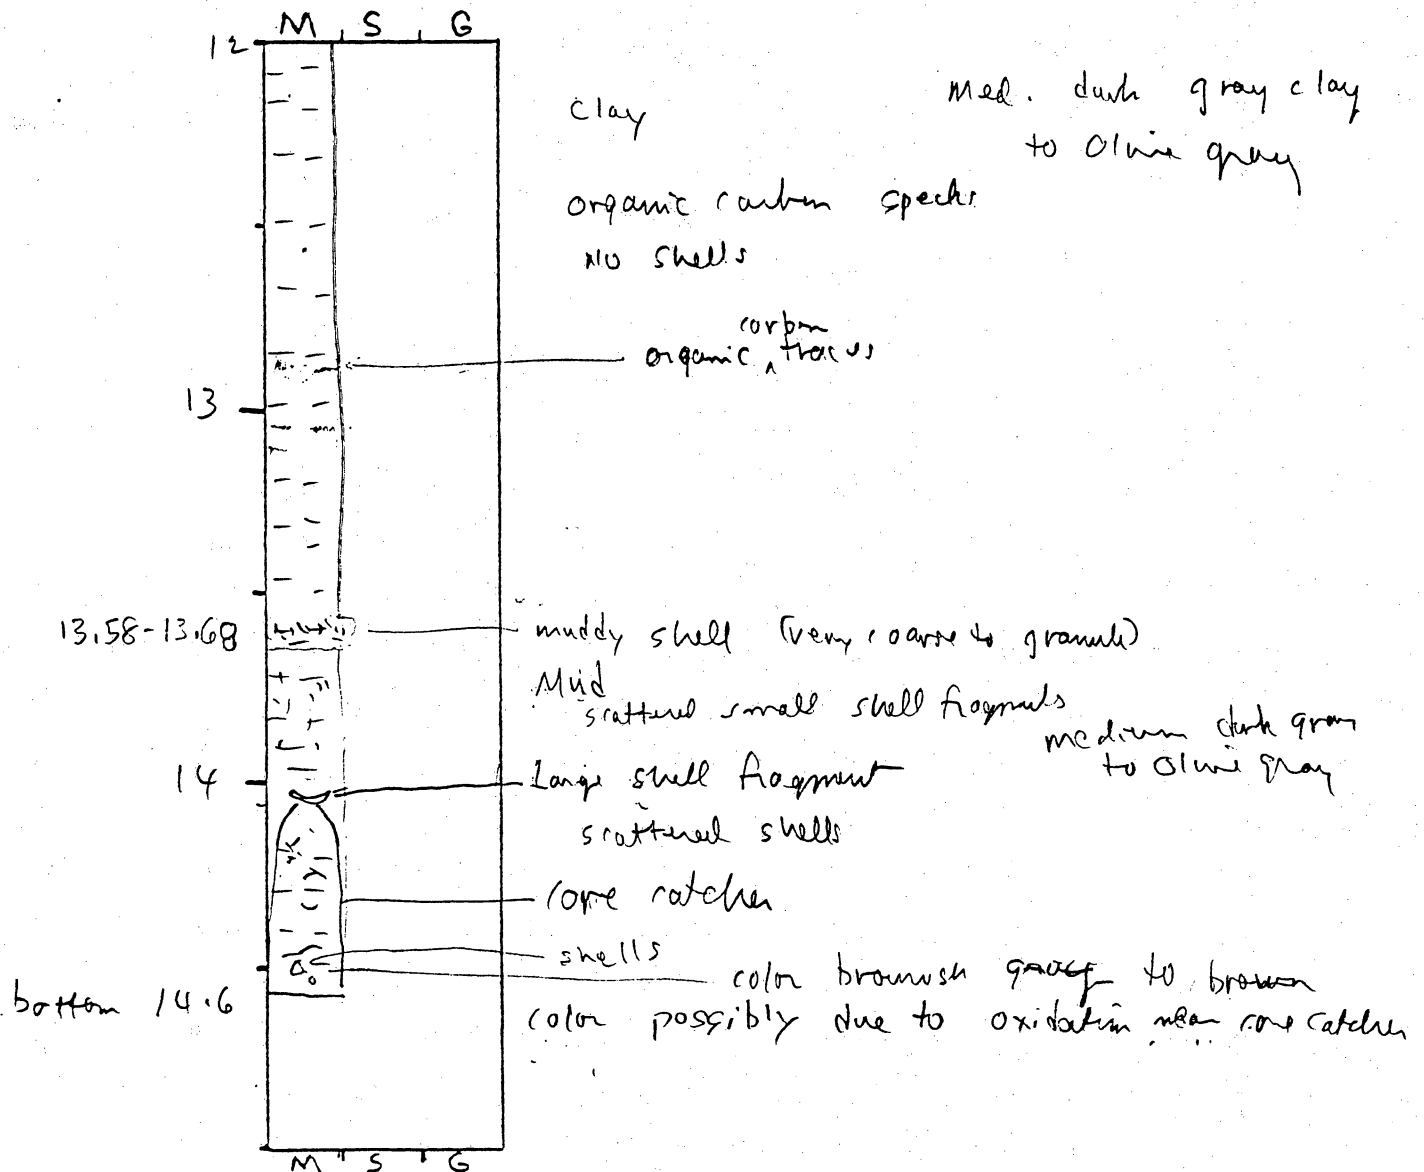 M S G
12
Clay
Med. dark gray clay
to Olive gray
organic carbon specks
No shells
carbon
organic ^ traces
13
13.58-13.68
muddy shell (very coarse to granule)
Mud
scattered small shell fragments
medium dark gray
to Olive gray
14
Large shell fragment
scattered shells
core catcher
shells
color brownish gray to brown
bottom 14.6
color possibly due to oxidation near core catcher
M S G